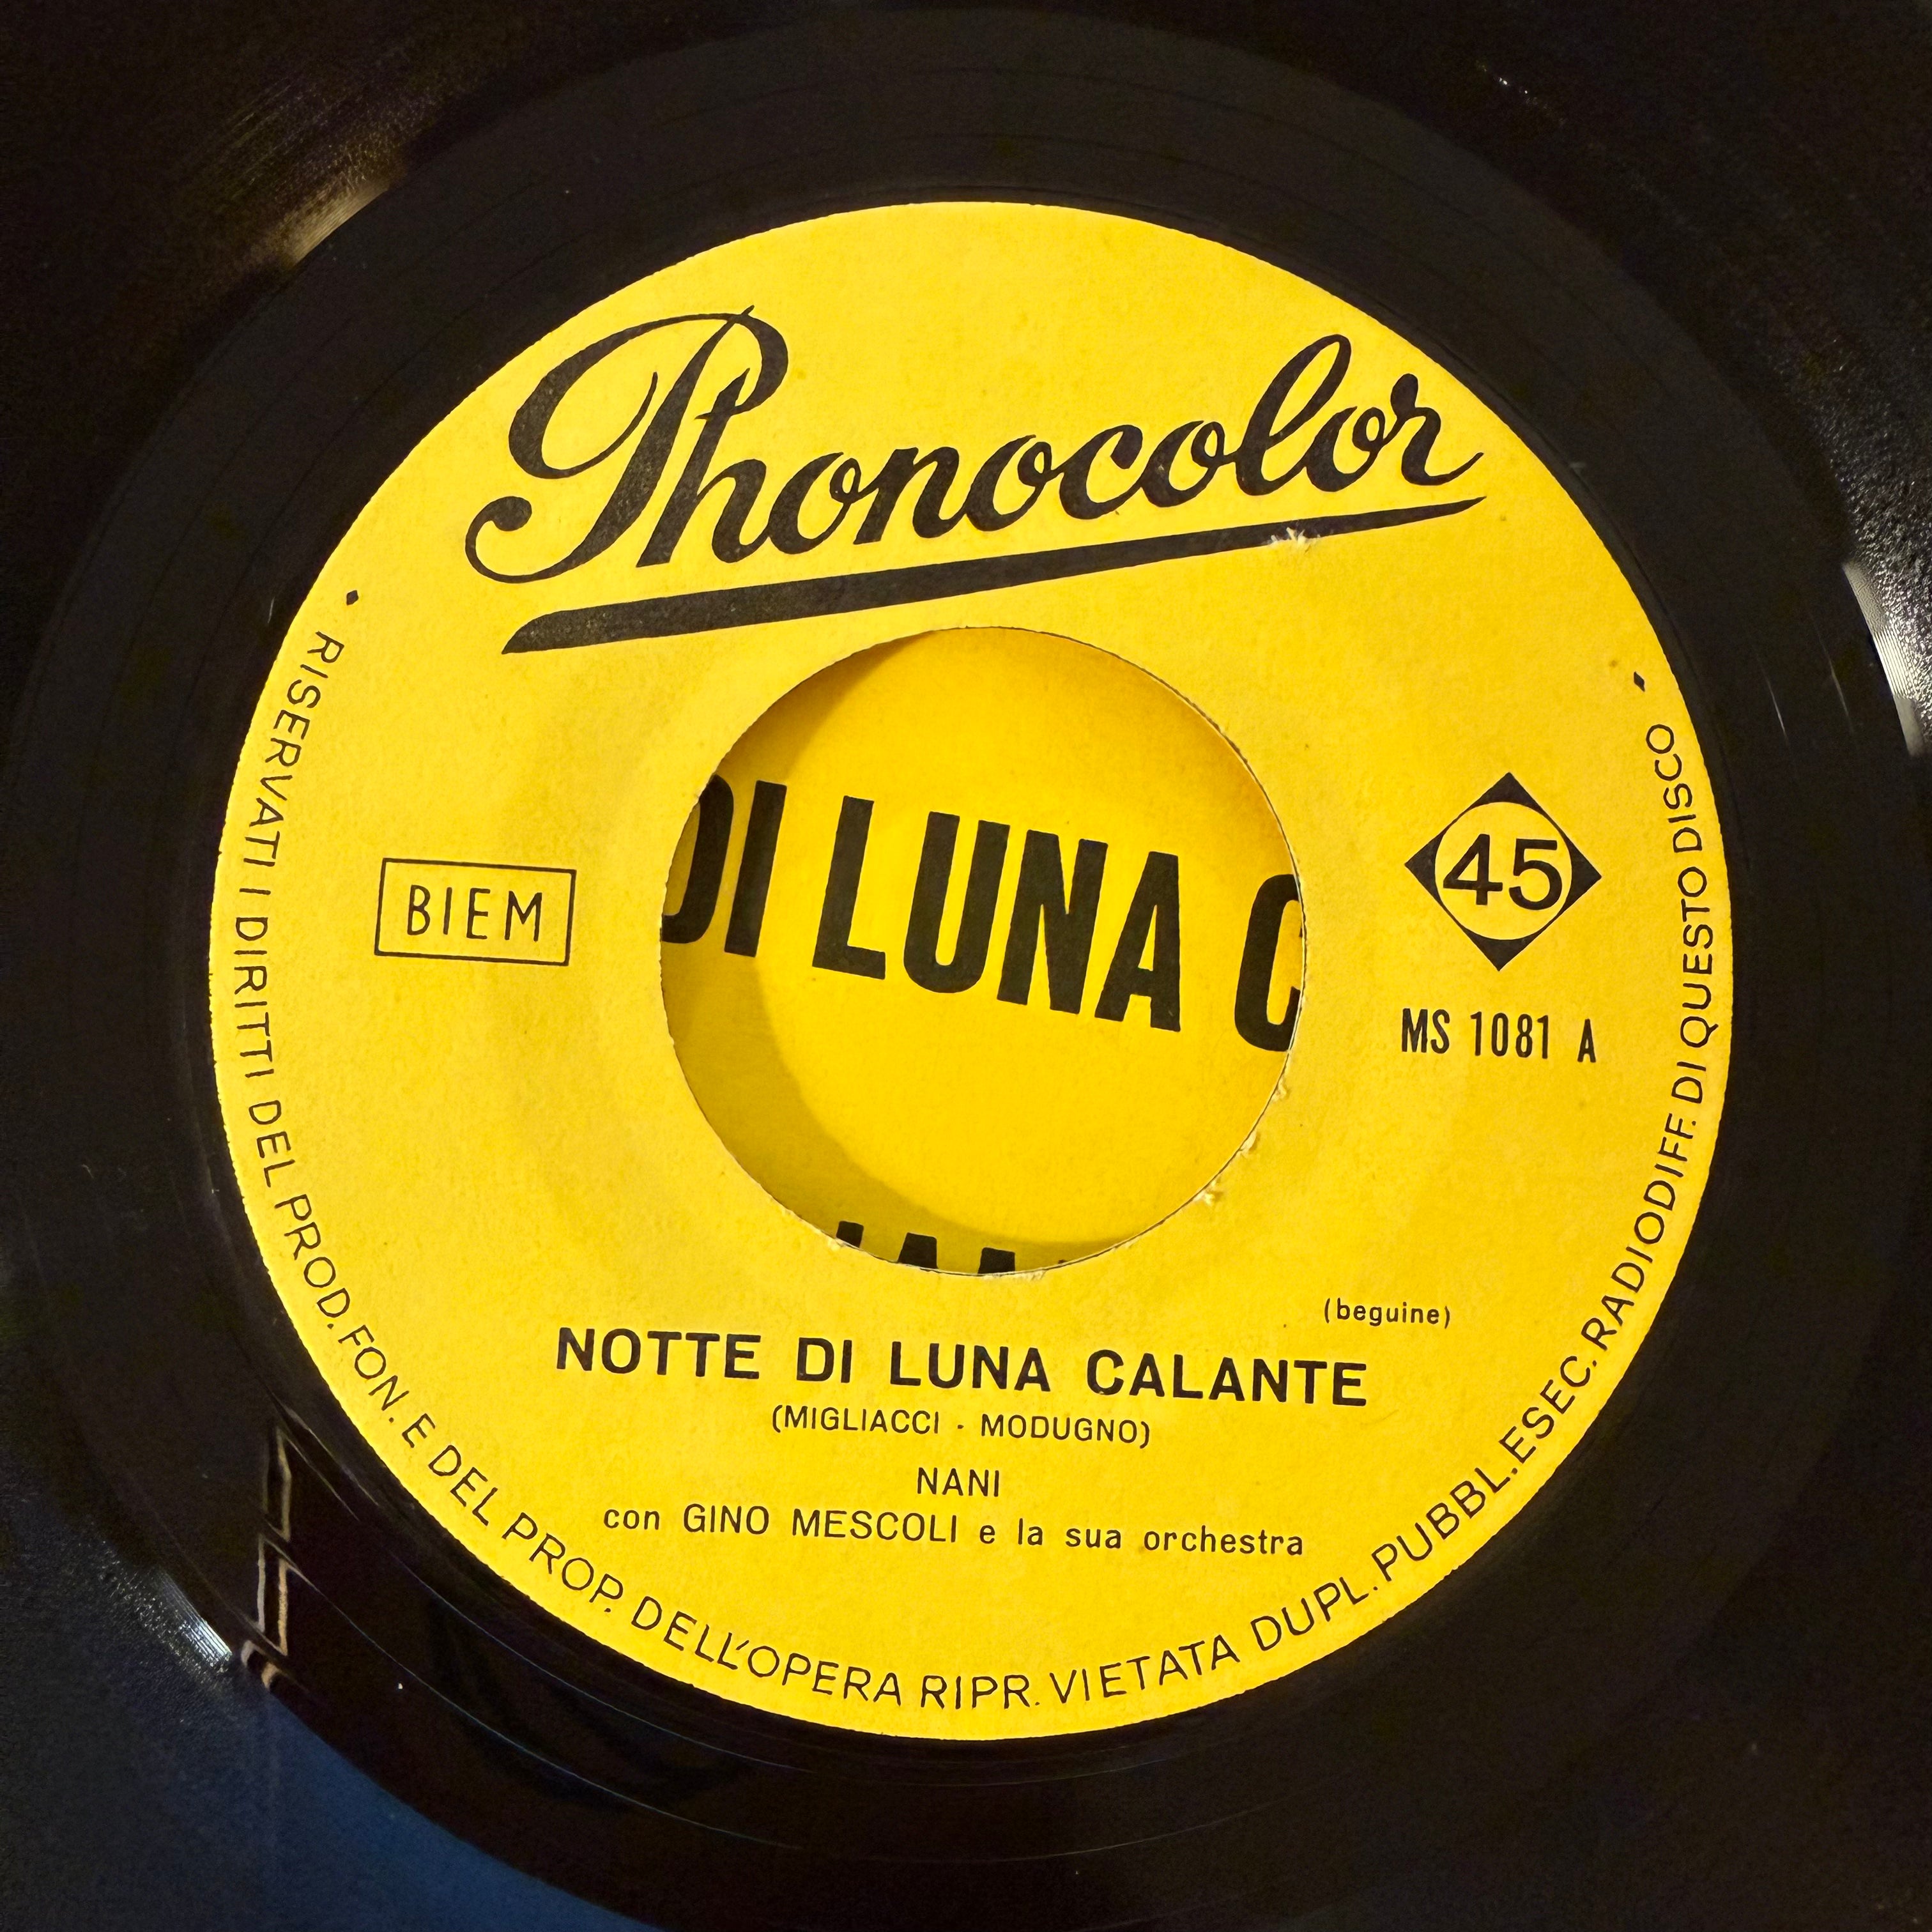 Phonocolor
BIEM
DI LUNA
45
MS 1081 A
(beguine)
NOTTE DI LUNA CALANTE
(MIGLIACCI - MODUGNO)
NANI
con GINO MESCOLI e la sua orchestra
• RISERVATI I DIRITTI DEL PROD. FON. E DEL PROP. DELL'OPERA RIPR. VIETATA DUPL. PUBBL. ESEC. RADIODIFF. DI QUESTO DISCO •